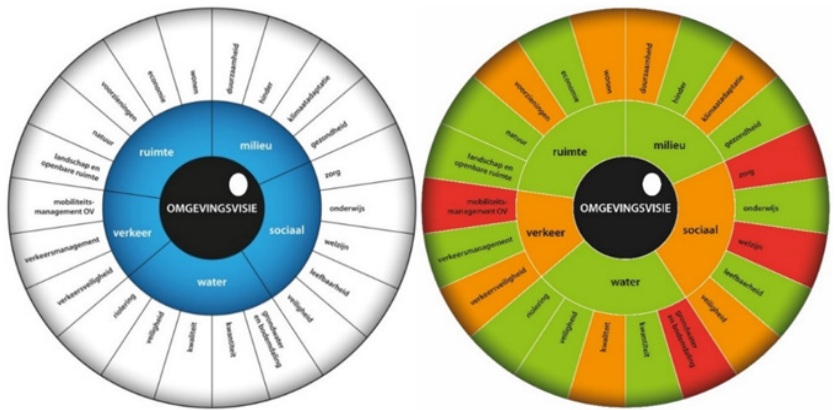 OMGEVINGSVISIE
ruimte
milieu
sociaal
water
verkeer
duurzaamheid
hinder
klimaatadaptatie
gezondheid
zorg
onderwijs
welzijn
leefbaarheid
veiligheid
grondwater
en bodemdaling
kwantiteit
kwaliteit
veiligheid
riolering
verkeersveiligheid
verkeersmanagement
mobiliteits-
management OV
landschap en
openbare ruimte
natuur
voorzieningen
economie
wonen
OMGEVINGSVISIE
ruimte
milieu
sociaal
water
verkeer
duurzaamheid
hinder
klimaatadaptatie
gezondheid
zorg
onderwijs
welzijn
leefbaarheid
veiligheid
grondwater
en bodemdaling
kwantiteit
kwaliteit
veiligheid
riolering
verkeersveiligheid
verkeersmanagement
mobiliteits-
management OV
landschap en
openbare ruimte
natuur
voorzieningen
economie
wonen